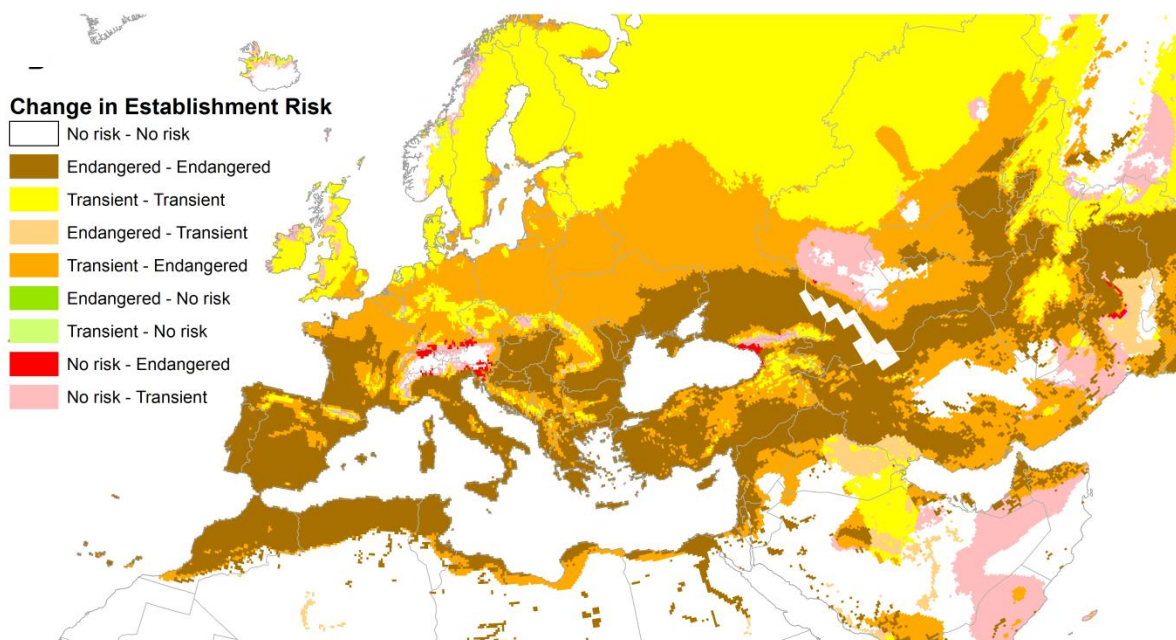 Change in Establishment Risk
No risk - No risk
Endangered - Endangered
Transient - Transient
Endangered - Transient
Transient - Endangered
Endangered - No risk
Transient - No risk
No risk - Endangered
No risk - Transient